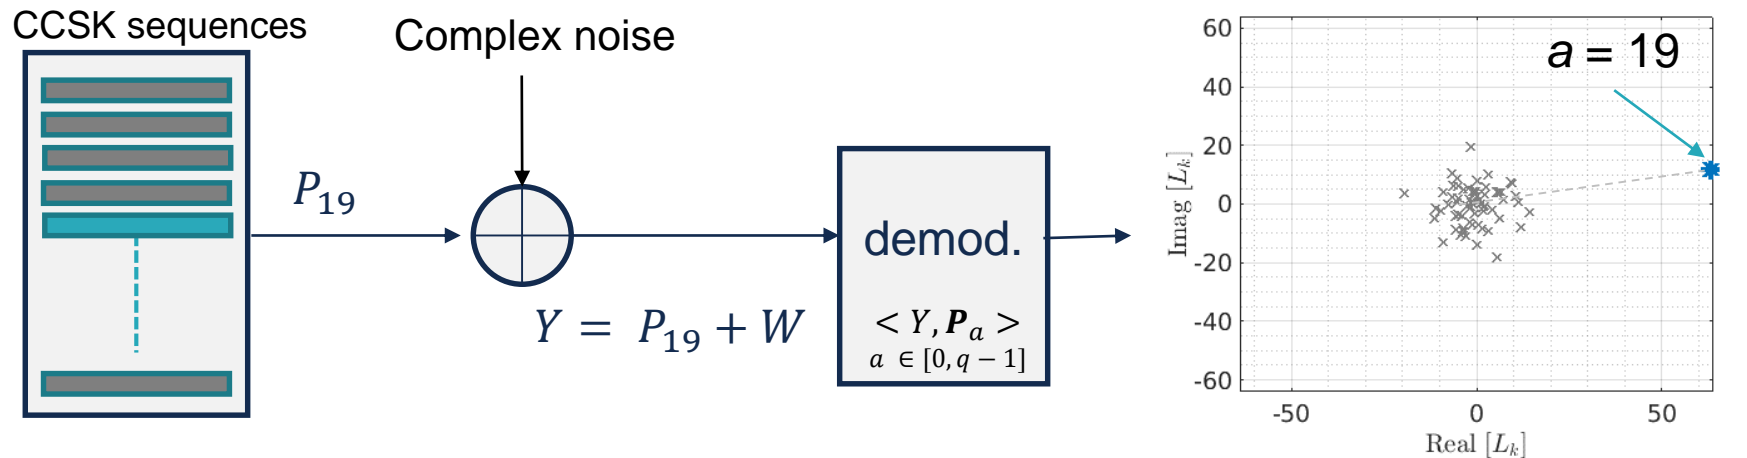 CCSK sequences
Complex noise
P₁₉
Y = P₁₉ + W
demod.
< Y, Pₐ >
a ∈ [0, q − 1]
a = 19
60
40
20
0
-20
-40
-60
-50
0
50
Imag [Lₖ]
Real [Lₖ]